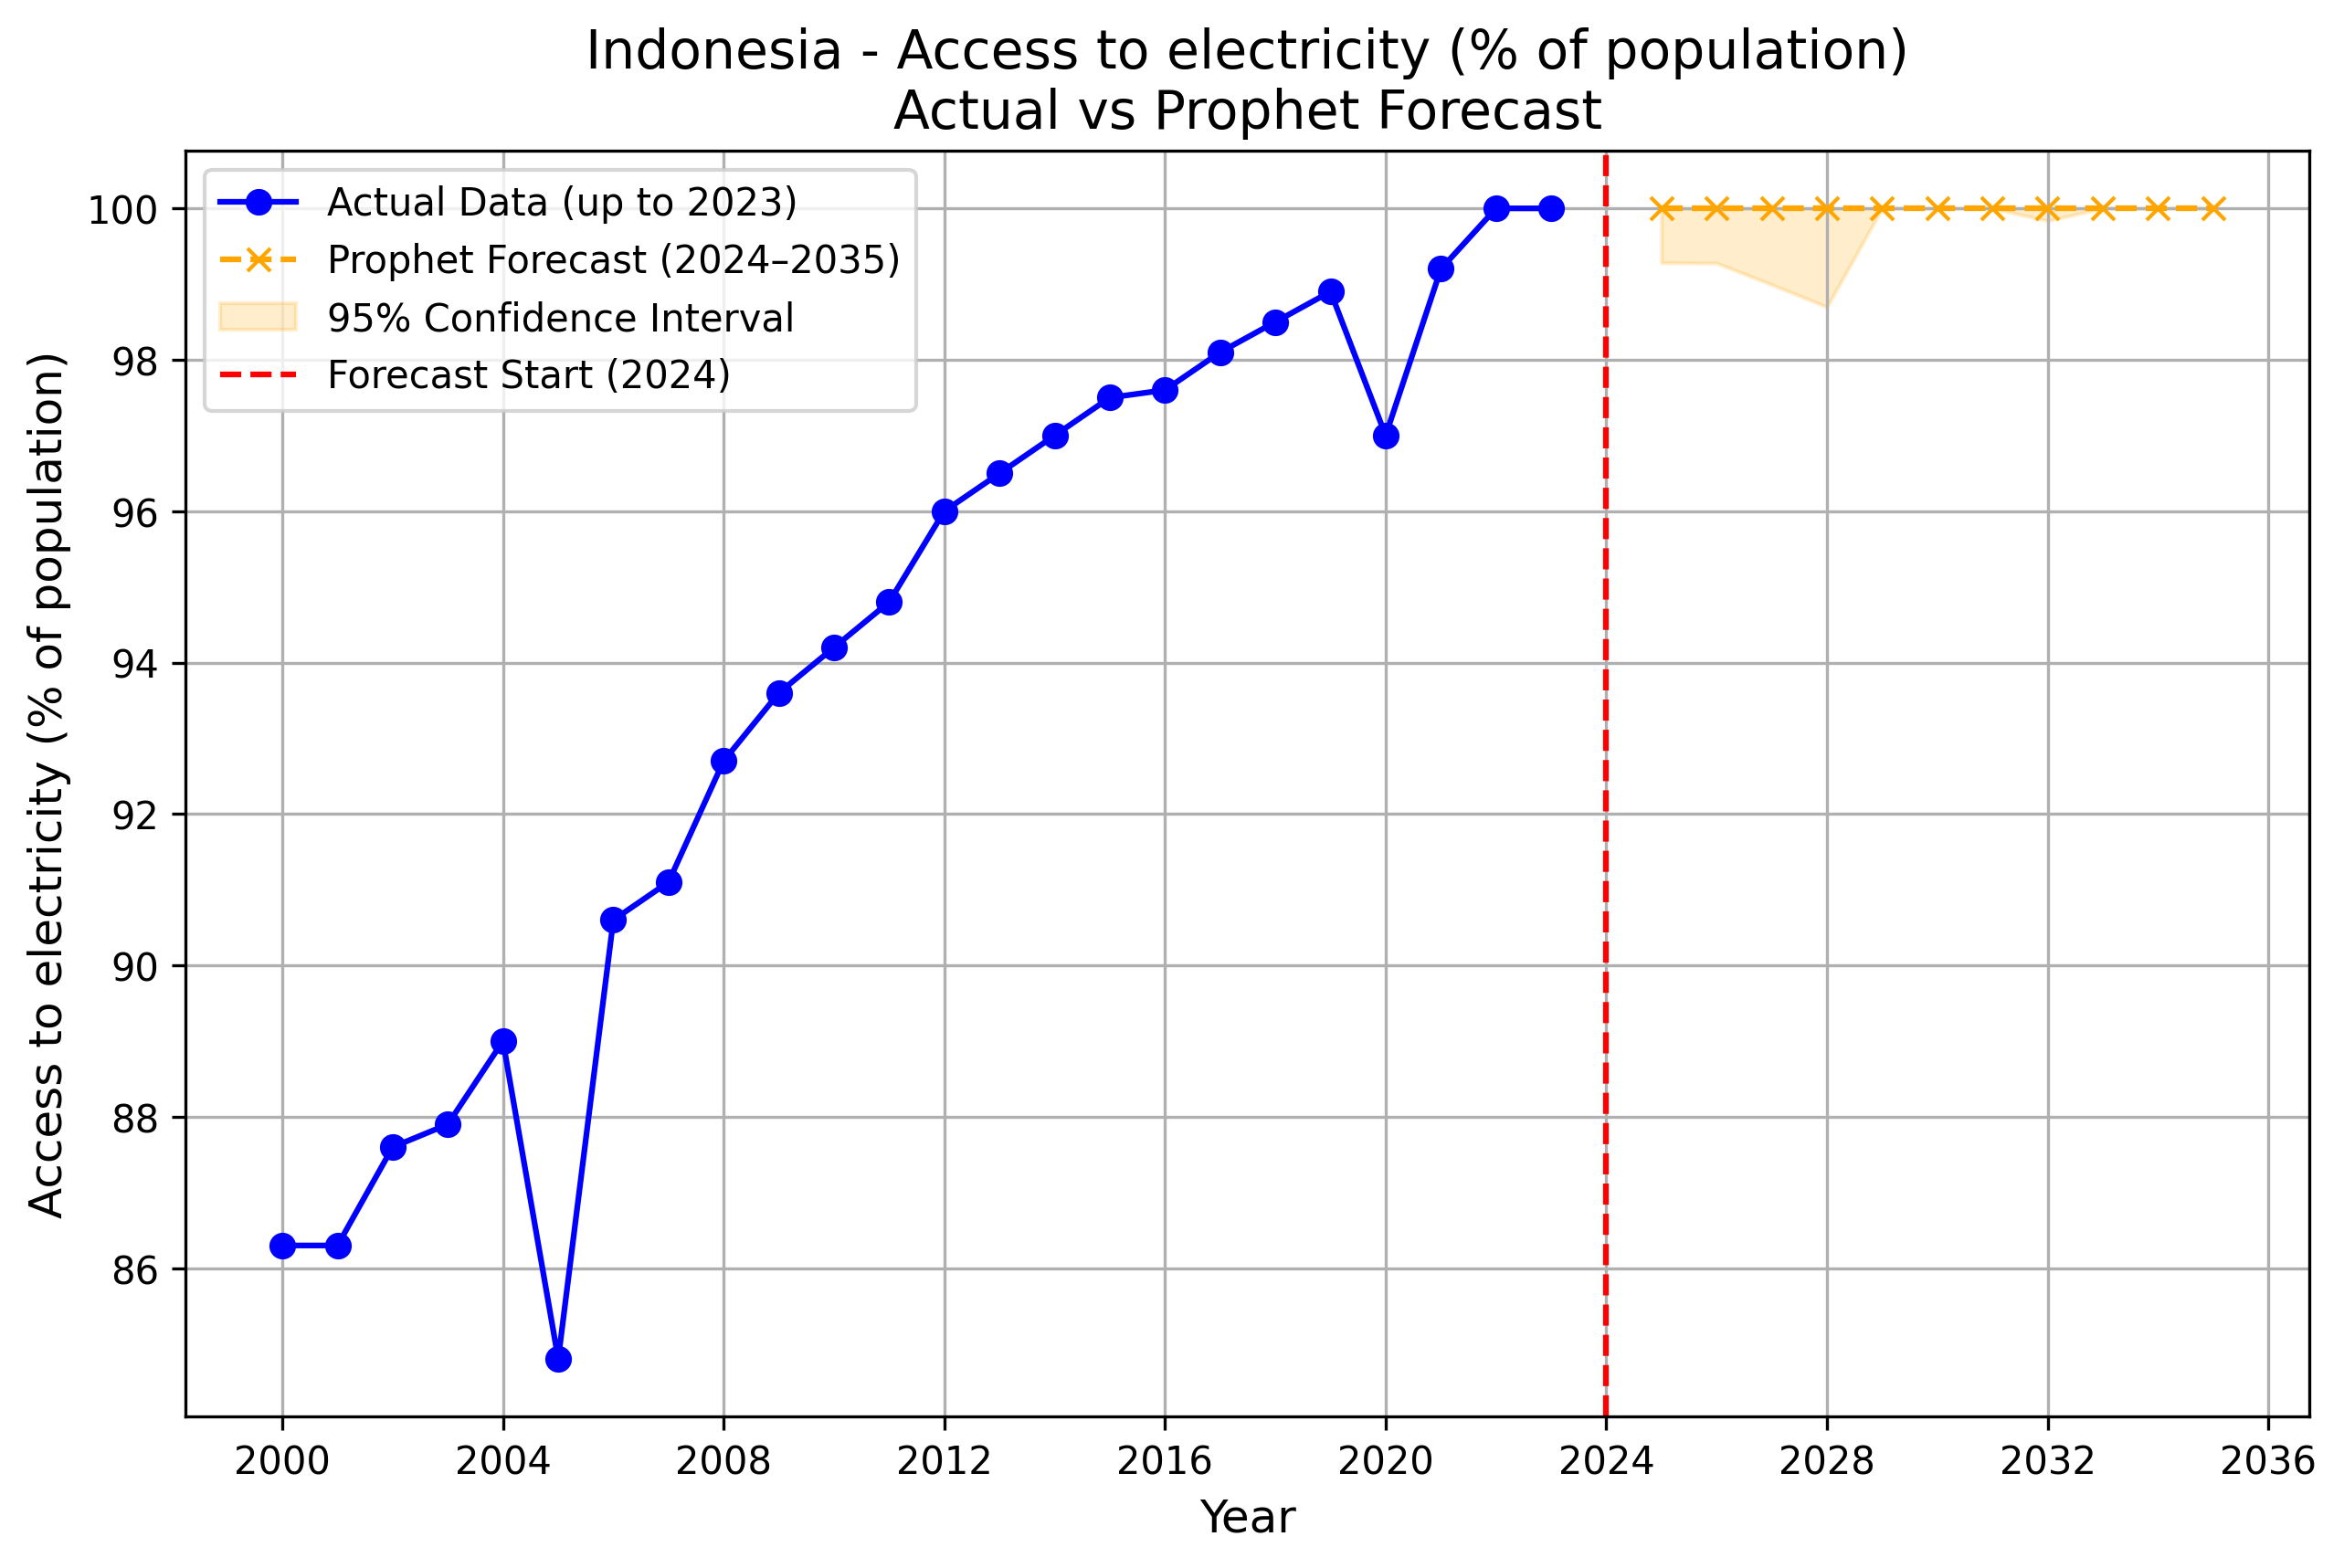 Indonesia - Access to electricity (% of population)
Actual vs Prophet Forecast
Actual Data (up to 2023)
Prophet Forecast (2024–2035)
95% Confidence Interval
Forecast Start (2024)
Access to electricity (% of population)
100
98
96
94
92
90
88
86
2000 2004 2008 2012 2016 2020 2024 2028 2032 2036
Year